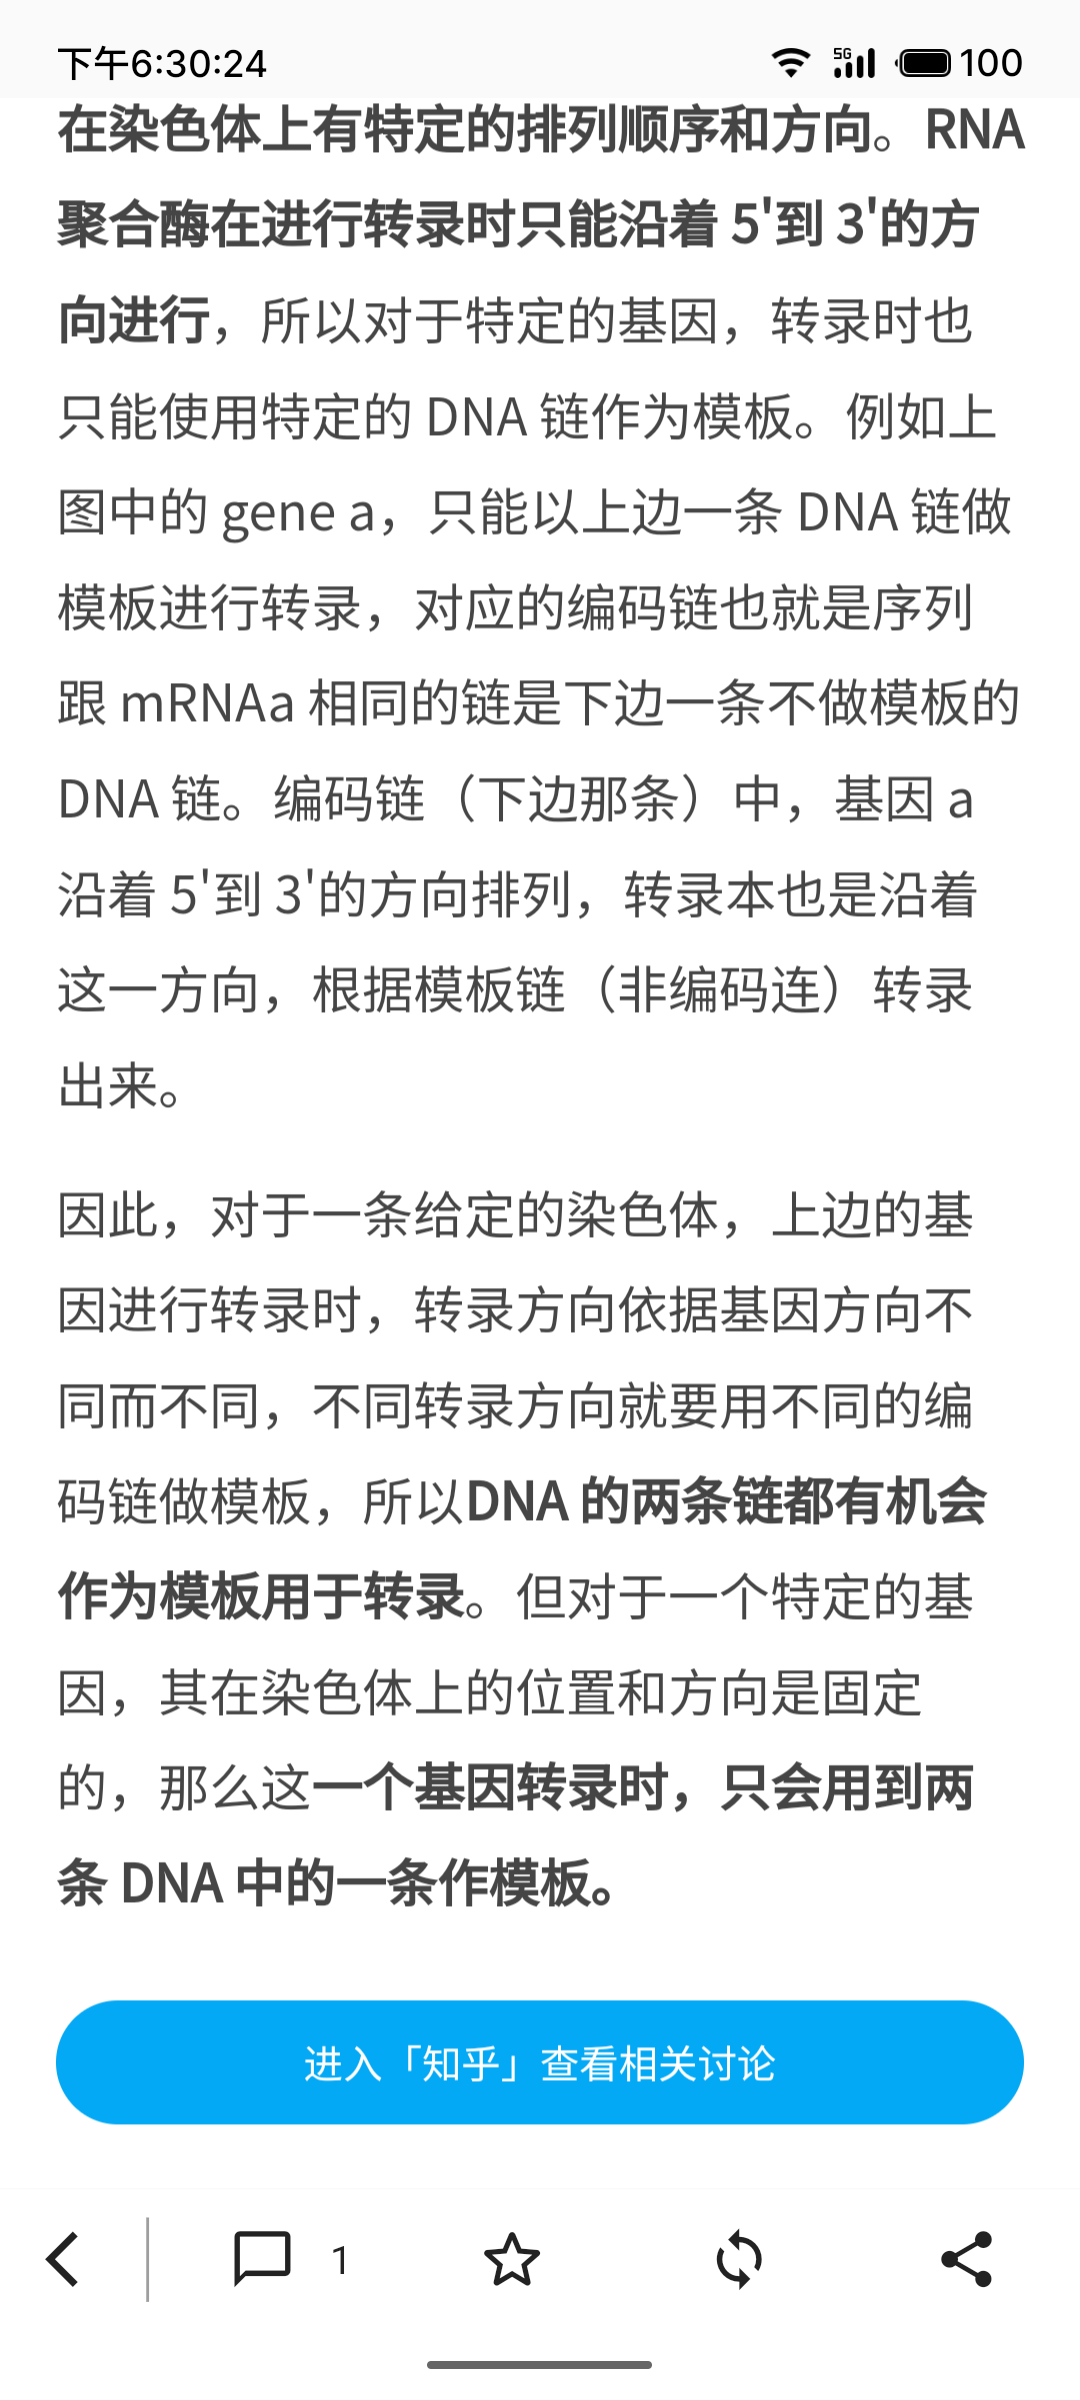 下午6:30:24
5G
100
在染色体上有特定的排列顺序和方向。RNA
聚合酶在进行转录时只能沿着 5'到 3'的方
向进行，所以对于特定的基因，转录时也
只能使用特定的 DNA 链作为模板。例如上
图中的 gene a，只能以上边一条 DNA 链做
模板进行转录，对应的编码链也就是序列
跟 mRNAa 相同的链是下边一条不做模板的
DNA 链。编码链（下边那条）中，基因 a
沿着 5'到 3'的方向排列，转录本也是沿着
这一方向，根据模板链（非编码连）转录
出来。
因此，对于一条给定的染色体，上边的基
因进行转录时，转录方向依据基因方向不
同而不同，不同转录方向就要用不同的编
码链做模板，所以DNA 的两条链都有机会
作为模板用于转录。但对于一个特定的基
因，其在染色体上的位置和方向是固定
的，那么这一个基因转录时，只会用到两
条 DNA 中的一条作模板。
进入「知乎」查看相关讨论
1